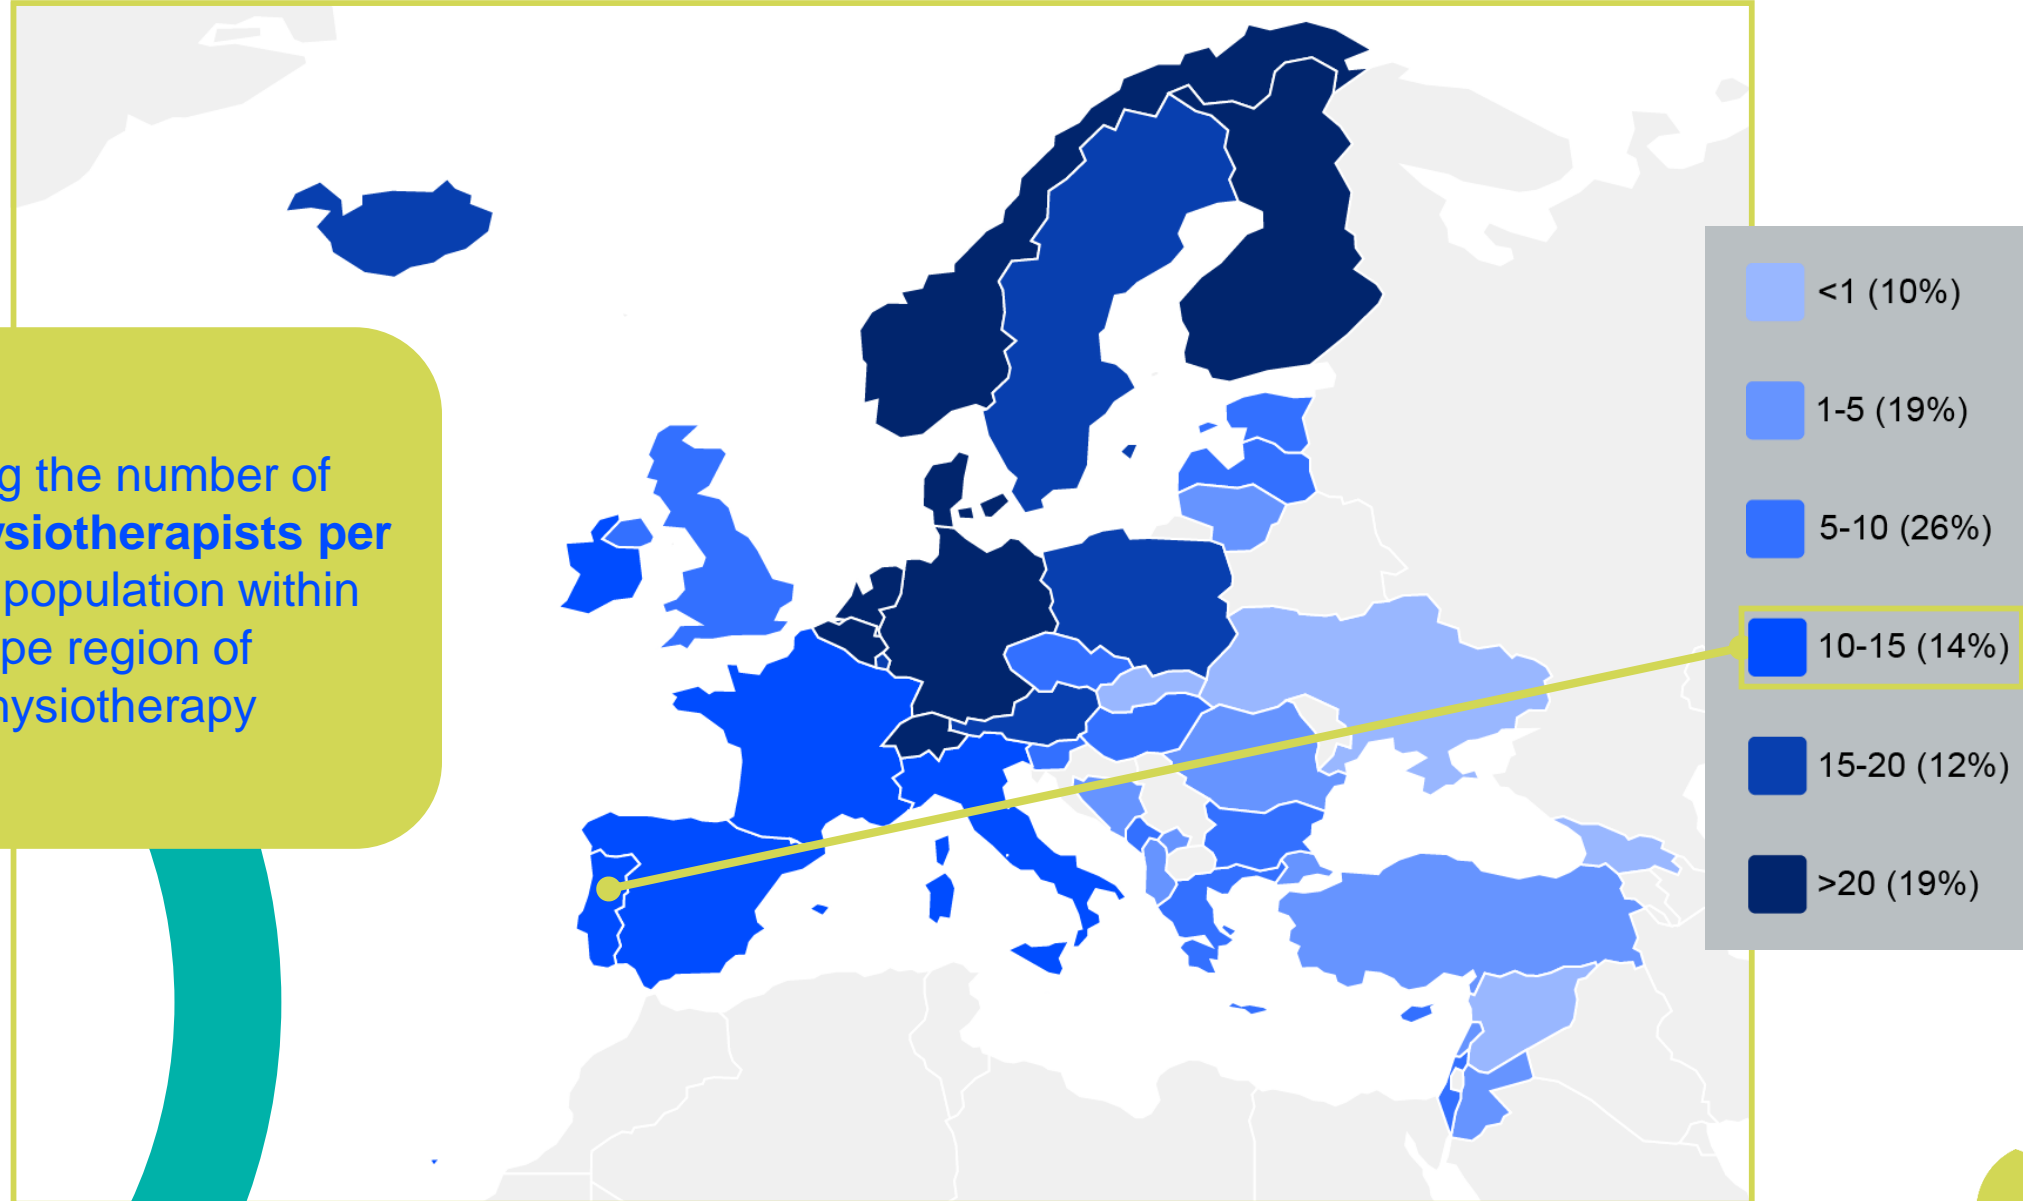 g the number of
ysiotherapists per
population within
pe region of
hysiotherapy
<1 (10%)
1-5 (19%)
5-10 (26%)
10-15 (14%)
15-20 (12%)
>20 (19%)